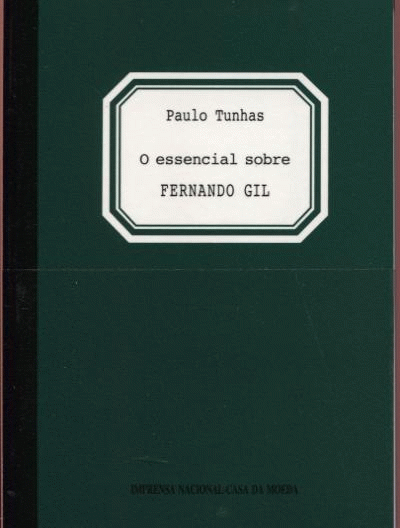 Paulo Tunhas
O essencial sobre
FERNANDO GIL
IMPRENSA NACIONAL-CASA DA MOEDA